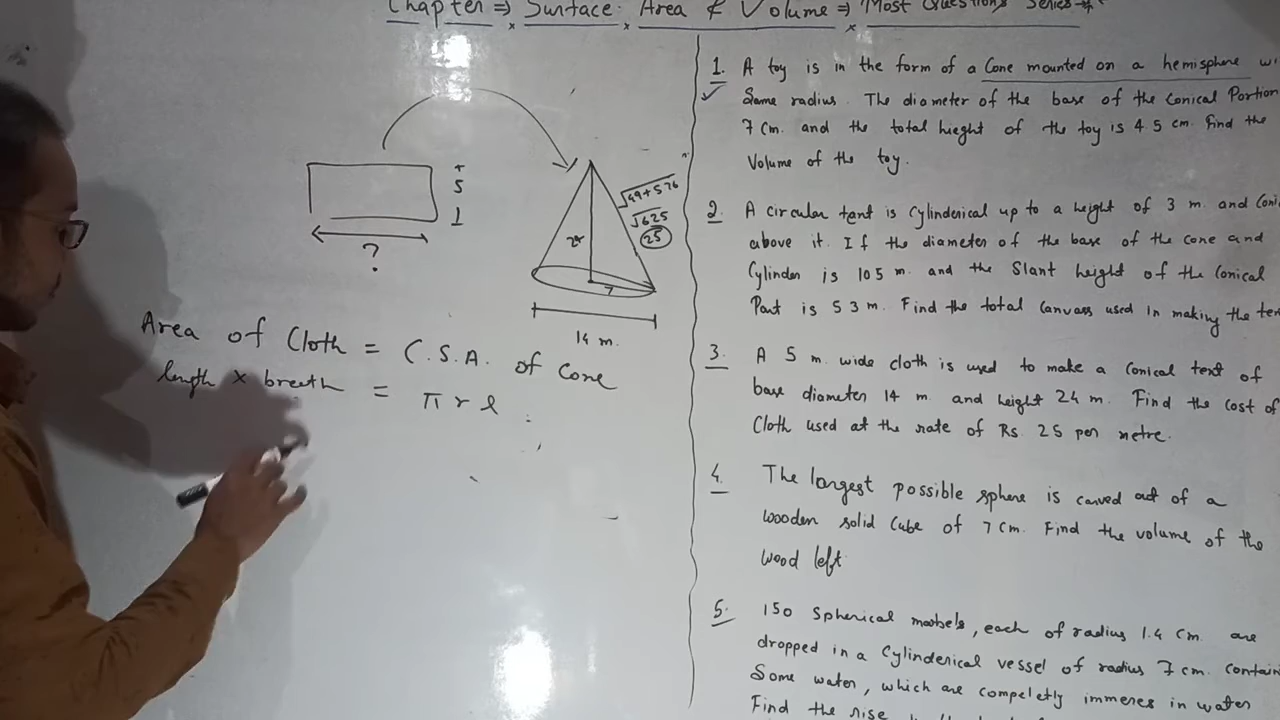 Chapter ⇒ Surface Area & Volume ⇒ Most Questions Series
5
?
√49+576
√625
25
7
14 m.
Area of Cloth = C.S.A. of Cone
length × breath = π r l
1. A toy is in the form of a Cone mounted on a hemisphere
Same radius. The diameter of the base of the Conical Portion
7 Cm. and the total hieght of the toy is 4 5 cm. Find the
Volume of the toy.
2. A circular tent is Cylinderical up to a height of 3 m. and
above it. If the diameter of the base of the cone and
Cylinder is 105 m. and the Slant height of the Conical
Part is 53 m. Find the total Canvass used in making the
3. A 5 m. wide cloth is used to make a Conical tent of
base diameter 14 m. and height 24 m. Find the cost of
Cloth used at the rate of Rs. 25 per metre.
4. The largest possible sphere is carved out of a
wooden solid Cube of 7 Cm. Find the volume of the
wood left
5. 150 Spherical marbels, each of radius 1.4 Cm. are
dropped in a Cylinderical vessel of radius 7 cm.
Some water, which are compeletly immeres in water
Find the rise